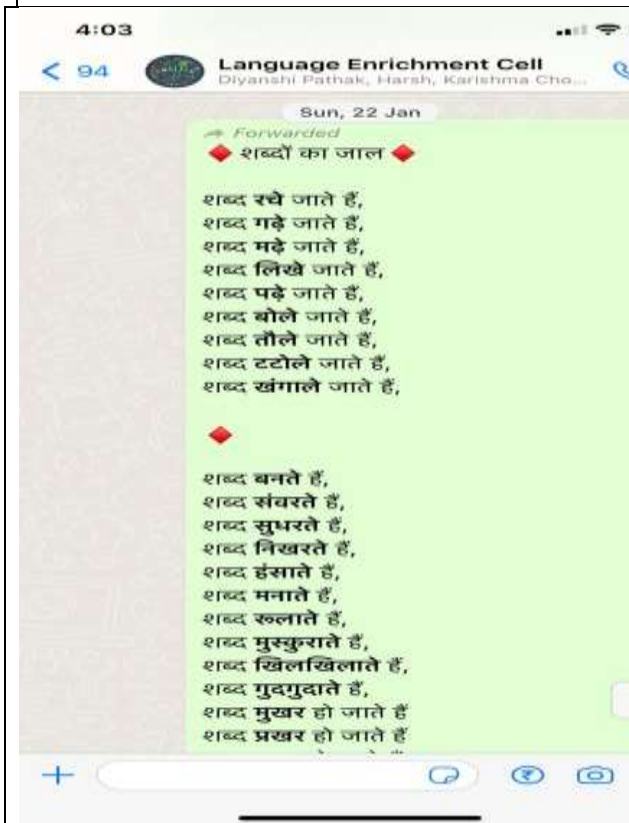 4:03
94
Language Enrichment Cell
Diyanshi Pathak, Harsh, Karishma Cho...
Sun, 22 Jan
Forwarded
शब्दों का जाल
शब्द रचे जाते हैं,
शब्द गढ़े जाते हैं,
शब्द मढ़े जाते हैं,
शब्द लिखे जाते हैं,
शब्द पढ़े जाते हैं,
शब्द बोले जाते हैं,
शब्द तौले जाते हैं,
शब्द टटोले जाते हैं,
शब्द खंगाले जाते हैं,
शब्द बनते हैं,
शब्द संवरते हैं,
शब्द सुधरते हैं,
शब्द निखरते हैं,
शब्द हंसाते हैं,
शब्द मनाते हैं,
शब्द रूलाते हैं,
शब्द मुस्कुराते हैं,
शब्द खिलखिलाते हैं,
शब्द गुदगुदाते हैं,
शब्द मुखर हो जाते हैं
शब्द प्रखर हो जाते हैं